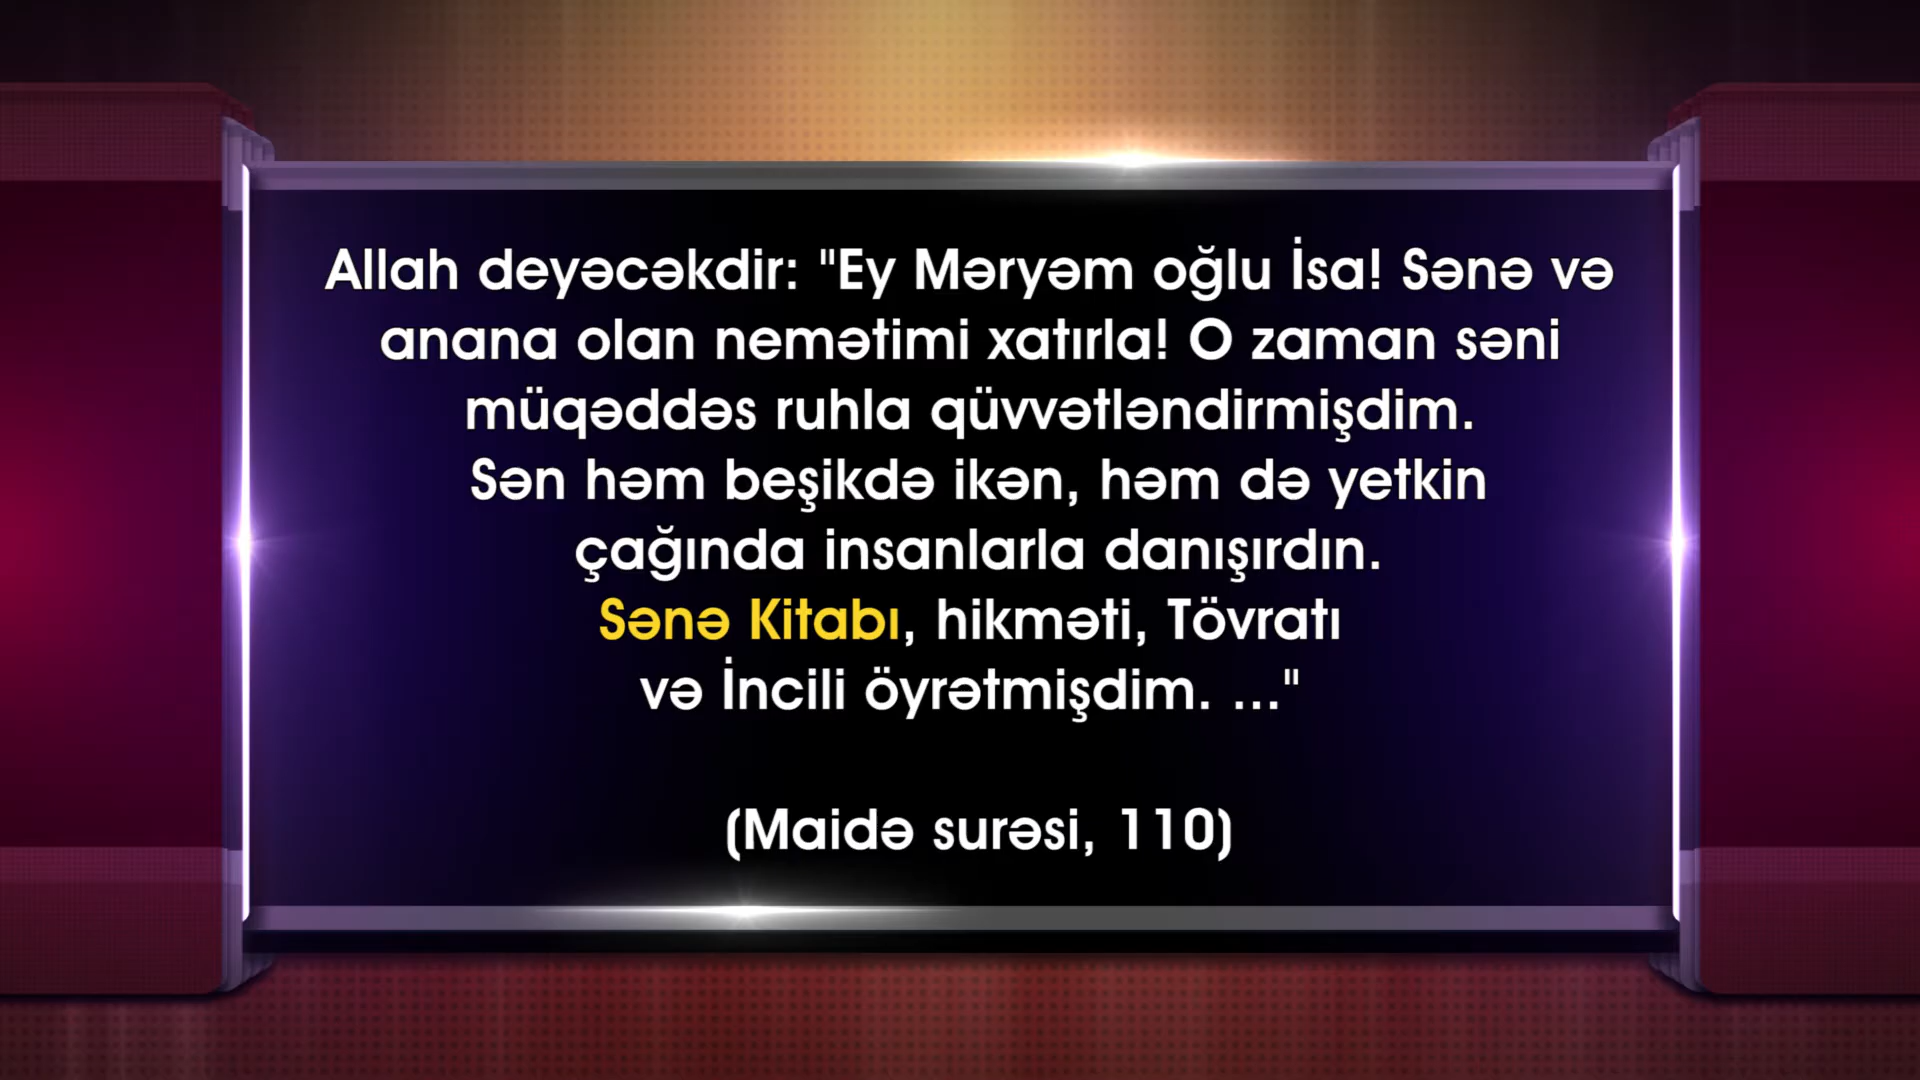 Allah deyəcəkdir: "Ey Məryəm oğlu İsa! Sənə və
anana olan nemətimi xatırla! O zaman səni
müqəddəs ruhla qüvvətləndirmişdim.
Sən həm beşikdə ikən, həm də yetkin
çağında insanlarla danışırdın.
Sənə Kitabı, hikməti, Tövratı
və İncili öyrətmişdim. ..."
(Maidə surəsi, 110)